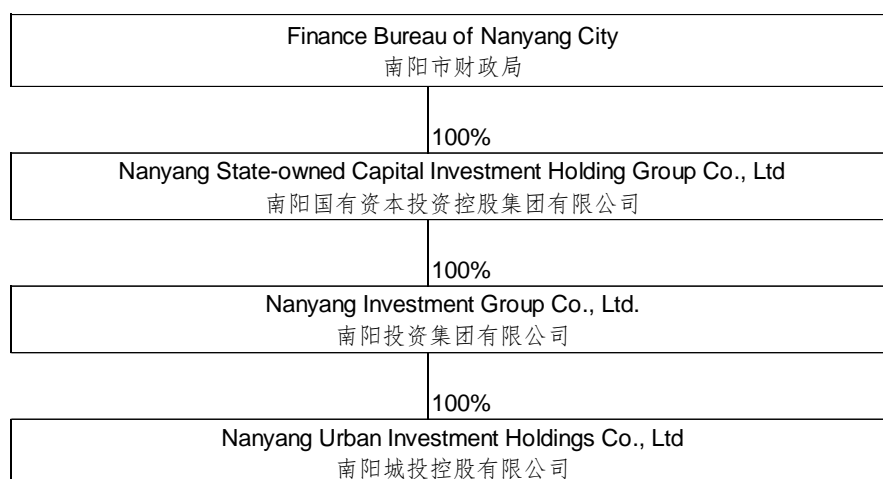 Finance Bureau of Nanyang City
南阳市财政局
100%
Nanyang State-owned Capital Investment Holding Group Co., Ltd
南阳国有资本投资控股集团有限公司
100%
Nanyang Investment Group Co., Ltd.
南阳投资集团有限公司
100%
Nanyang Urban Investment Holdings Co., Ltd
南阳城投控股有限公司